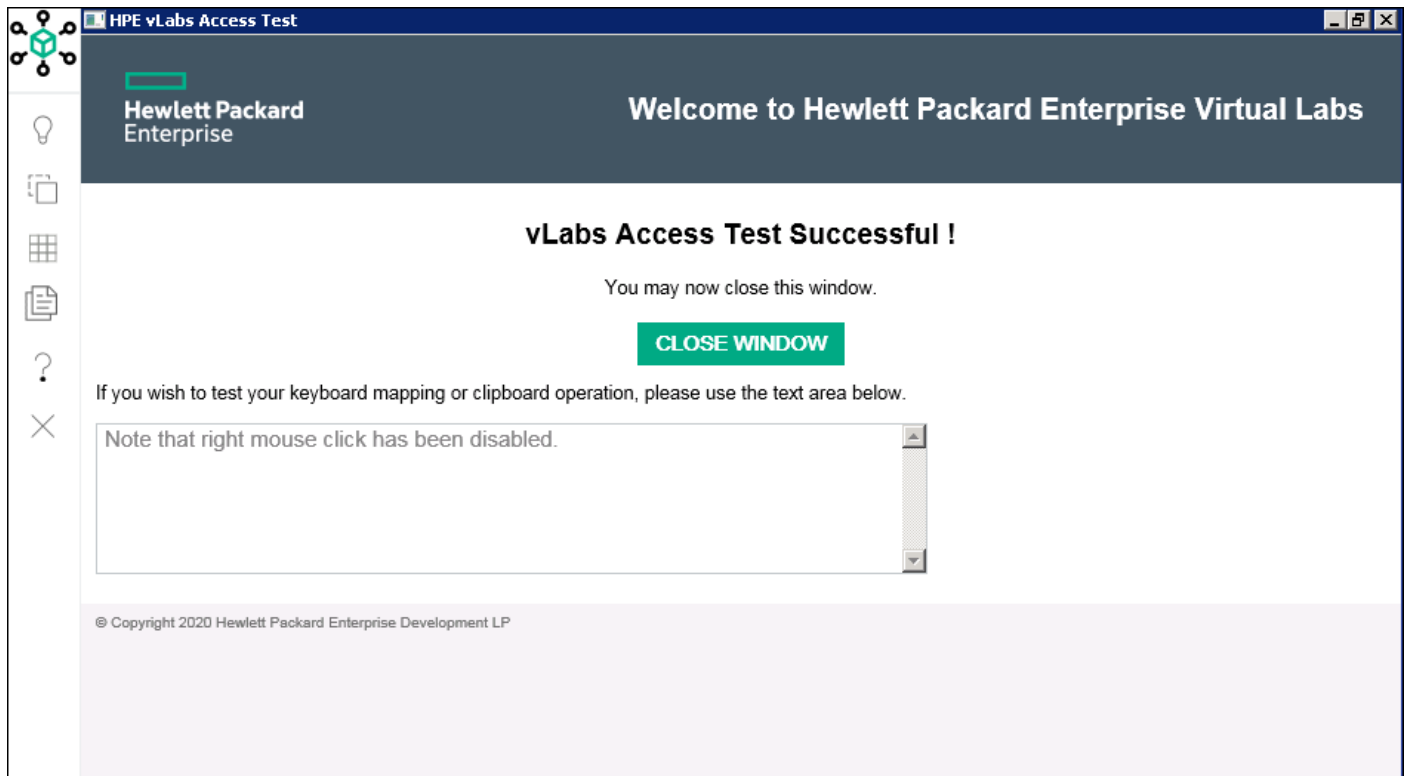 HPE vLabs Access Test
Hewlett Packard
Enterprise
Welcome to Hewlett Packard Enterprise Virtual Labs
vLabs Access Test Successful !
You may now close this window.
CLOSE WINDOW
If you wish to test your keyboard mapping or clipboard operation, please use the text area below.
Note that right mouse click has been disabled.
© Copyright 2020 Hewlett Packard Enterprise Development LP